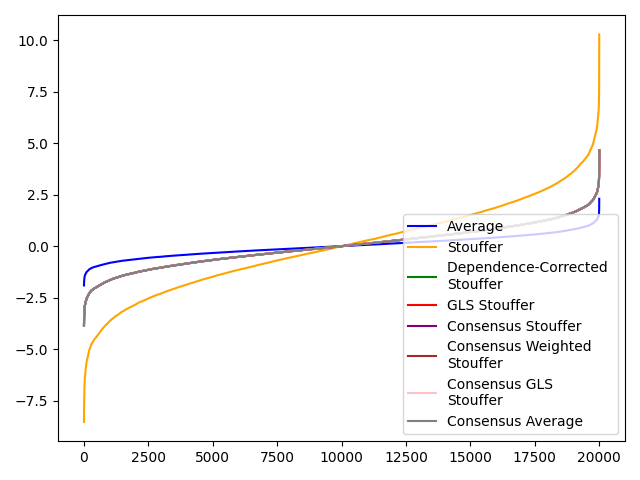 10.0
7.5
5.0
2.5
0.0
−2.5
−5.0
−7.5
0
2500
5000
7500
10000
12500
15000
17500
20000
Average
Stouffer
Dependence-Corrected
Stouffer
GLS Stouffer
Consensus Stouffer
Consensus Weighted
Stouffer
Consensus GLS
Stouffer
Consensus Average